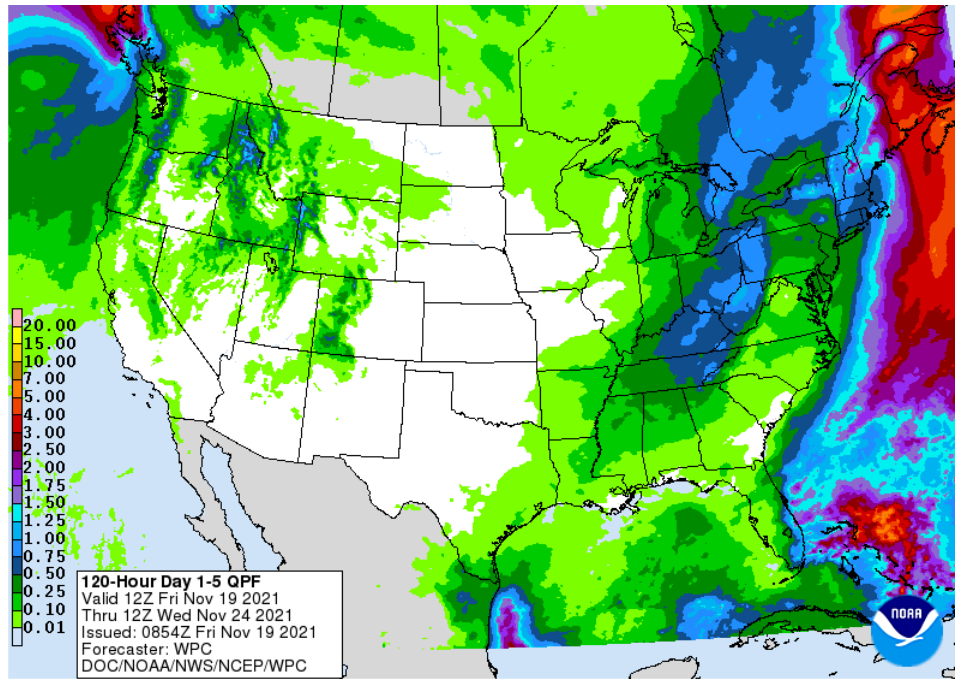 20.00
15.00
10.00
7.00
5.00
4.00
3.00
2.50
2.00
1.75
1.50
1.25
1.00
0.75
0.50
0.25
0.10
0.01
120-Hour Day 1-5 QPF
Valid 12Z Fri Nov 19 2021
Thru 12Z Wed Nov 24 2021
Issued: 0854Z Fri Nov 19 2021
Forecaster: WPC
DOC/NOAA/NWS/NCEP/WPC
NOAA